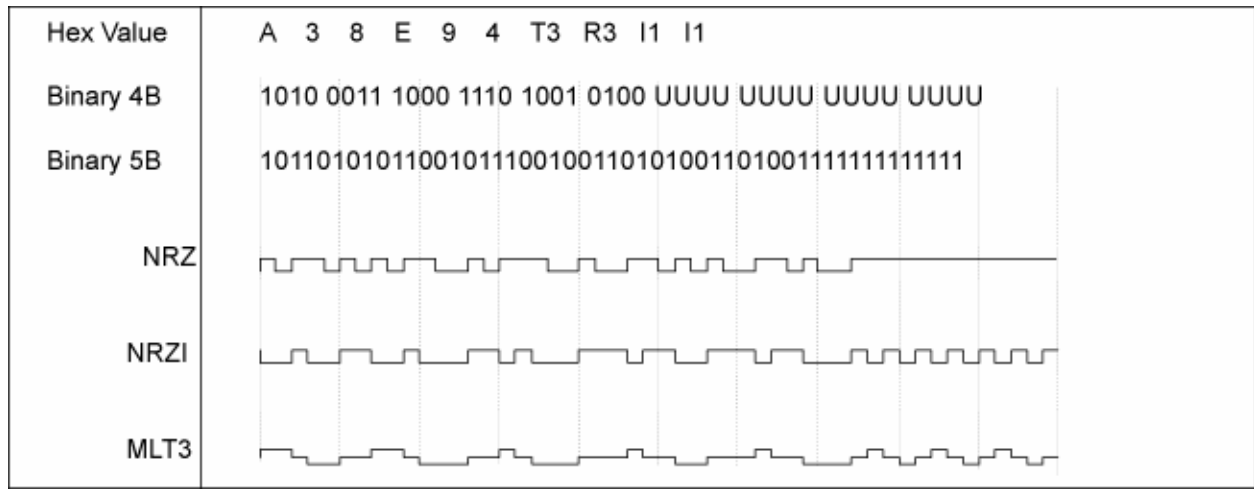 Hex Value A 3 8 E 9 4 T3 R3 I1 I1
Binary 4B 1010 0011 1000 1110 1001 0100 UUUU UUUU UUUU UUUU
Binary 5B 10110101011001011100100110101001101001111111111111
NRZ
NRZI
MLT3